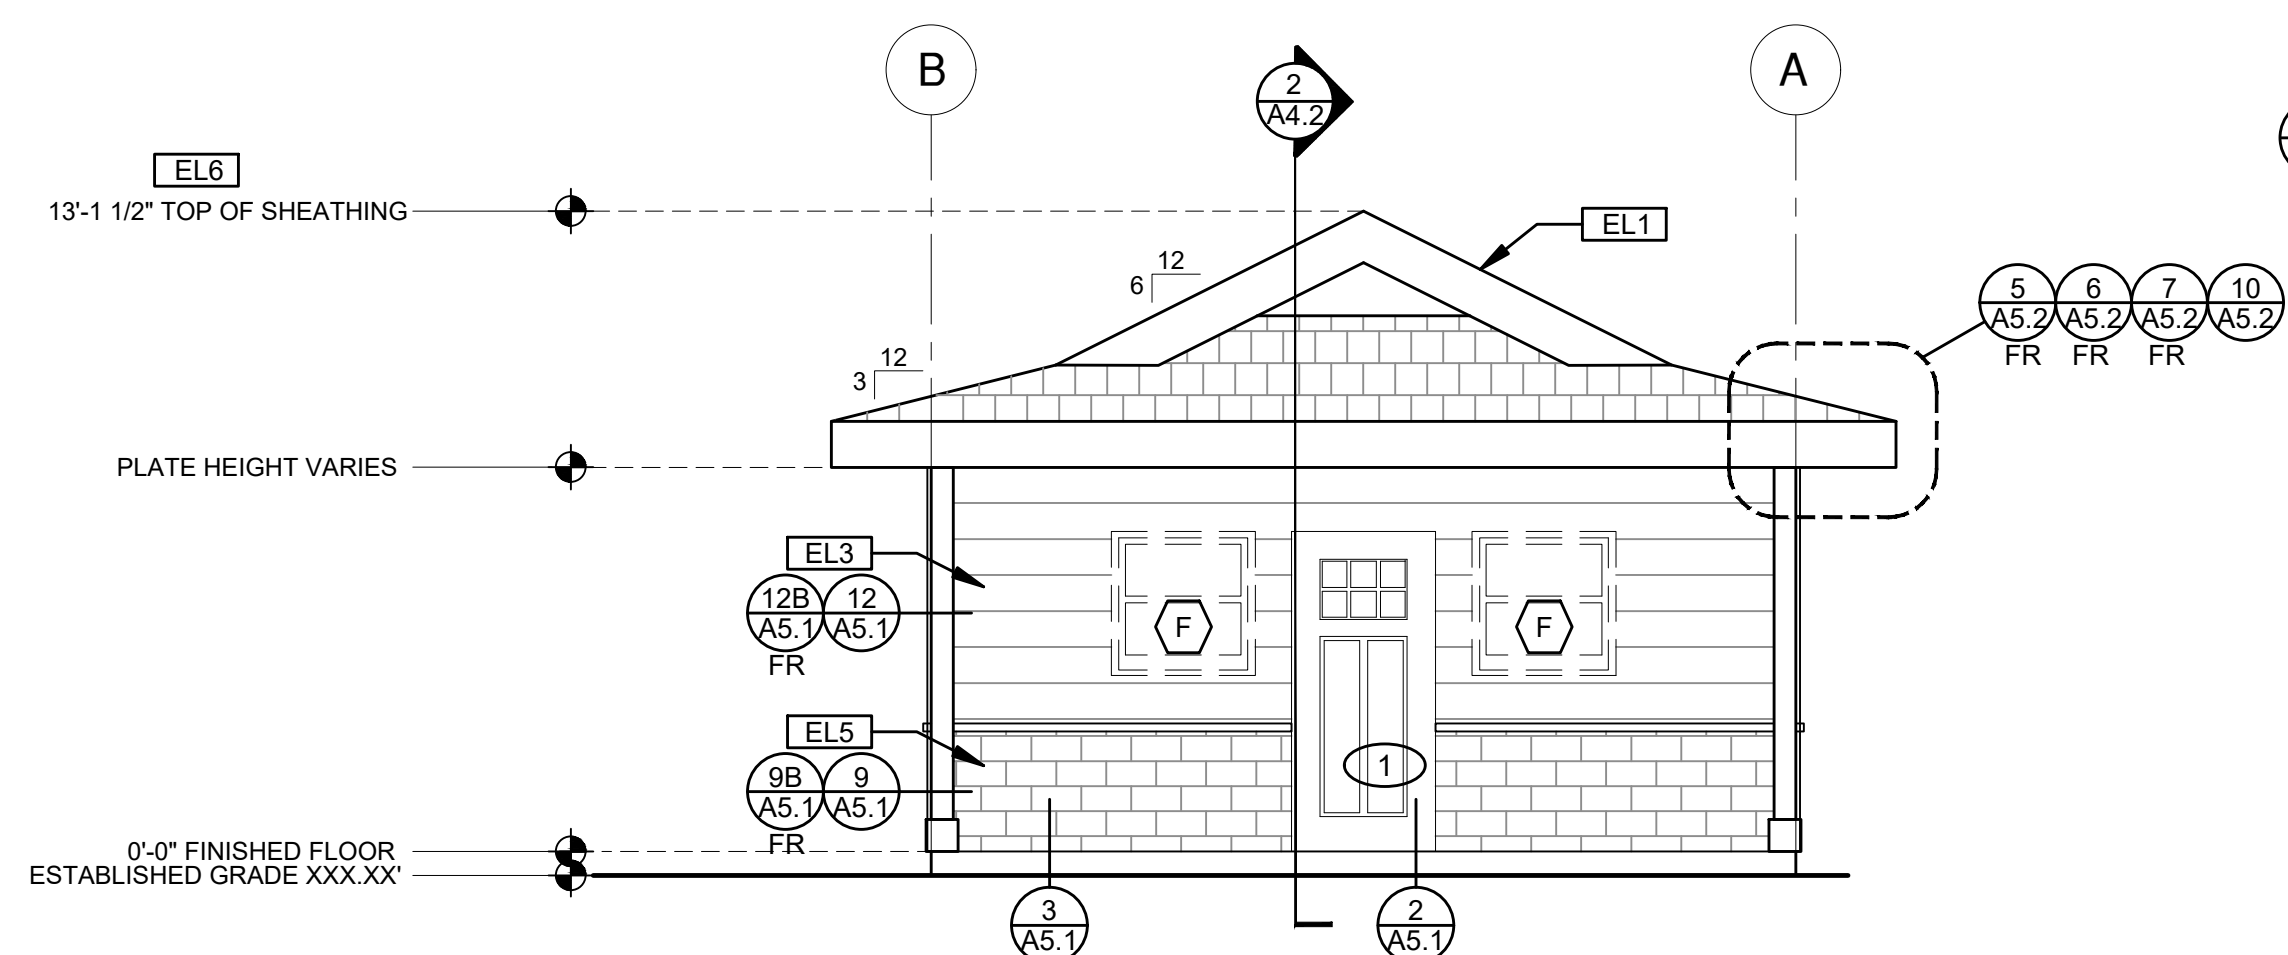 B
A
2
A4.2
EL6
13'-1 1/2" TOP OF SHEATHING
EL1
12
6
12
3
5
A5.2
FR
6
A5.2
FR
7
A5.2
FR
10
A5.2
PLATE HEIGHT VARIES
EL3
12B
A5.1
FR
12
A5.1
F
F
EL5
9B
A5.1
FR
9
A5.1
1
0'-0" FINISHED FLOOR
ESTABLISHED GRADE XXX.XX'
3
A5.1
2
A5.1